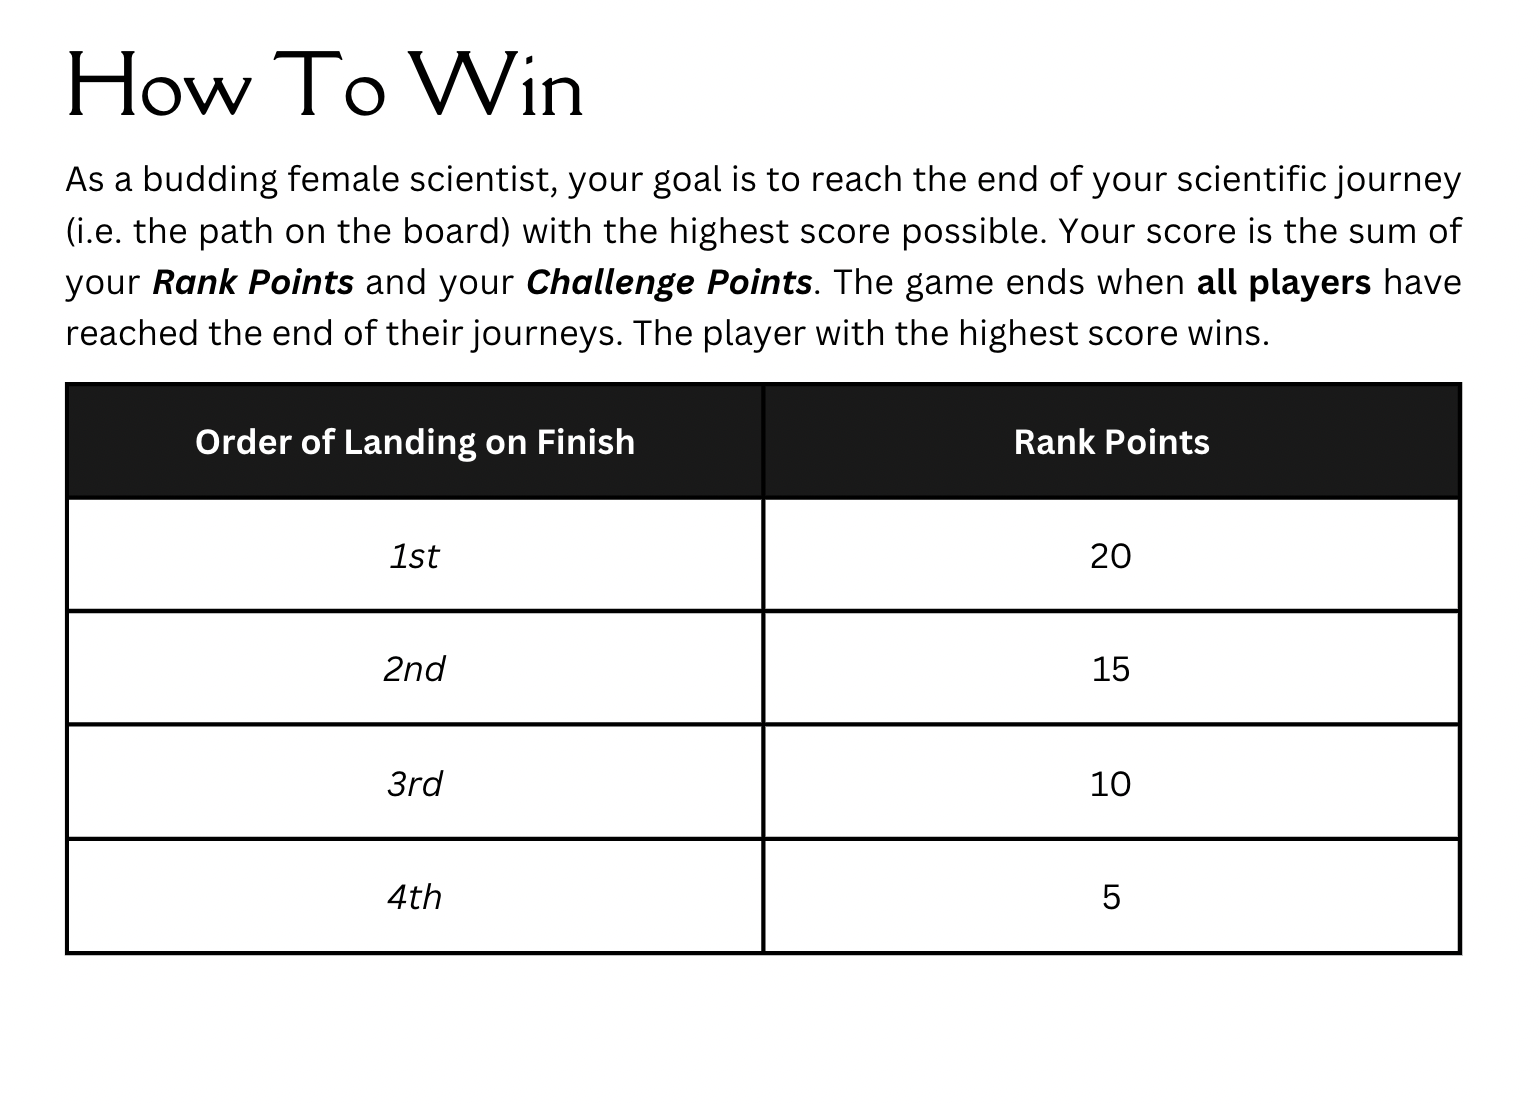 How To Win
As a budding female scientist, your goal is to reach the end of your scientific journey
(i.e. the path on the board) with the highest score possible. Your score is the sum of
your Rank Points and your Challenge Points. The game ends when all players have
reached the end of their journeys. The player with the highest score wins.
Order of Landing on Finish Rank Points
1st 20
2nd 15
3rd 10
4th 5